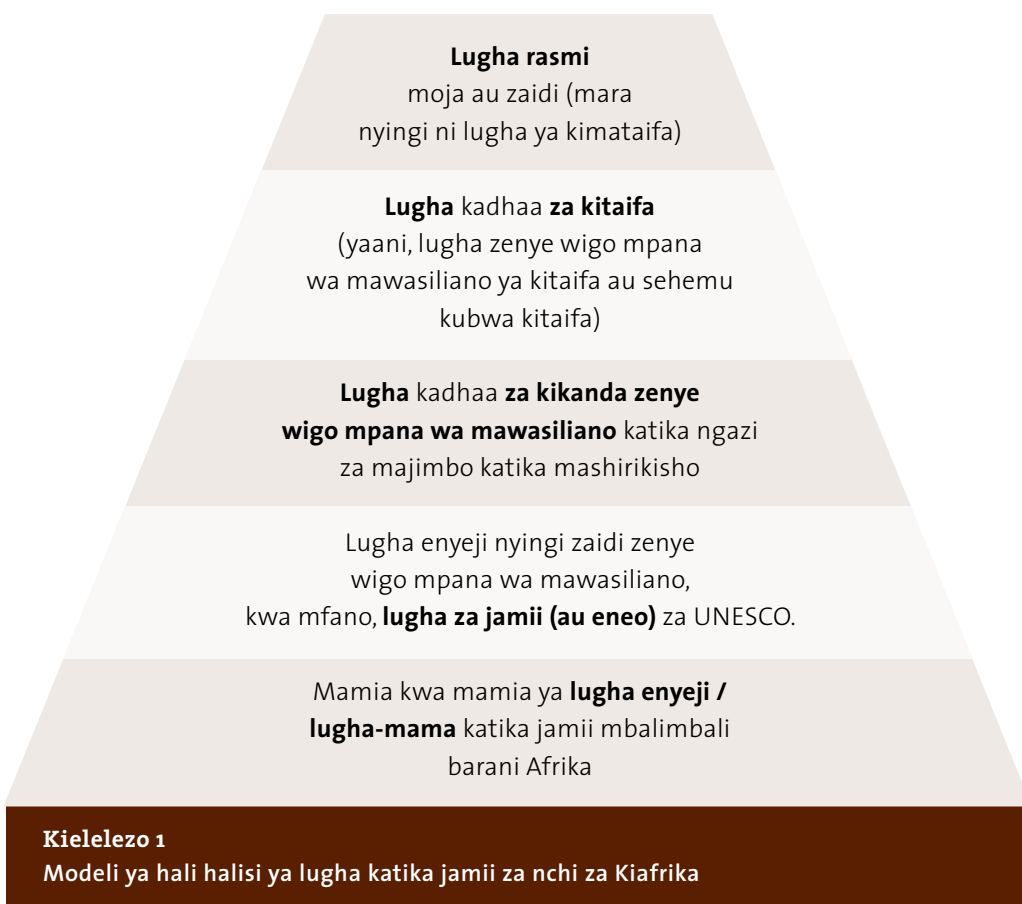 Lugha rasmi
moja au zaidi (mara
nyingi ni lugha ya kimataifa)
Lugha kadhaa za kitaifa
(yaani, lugha zenye wigo mpana
wa mawasiliano ya kitaifa au sehemu
kubwa kitaifa)
Lugha kadhaa za kikanda zenye
wigo mpana wa mawasiliano katika ngazi
za majimbo katika mashirikisho
Lugha enyeji nyingi zaidi zenye
wigo mpana wa mawasiliano,
kwa mfano, lugha za jamii (au eneo) za UNESCO.
Mamia kwa mamia ya lugha enyeji /
lugha-mama katika jamii mbalimbali
barani Afrika
Kielelezo 1
Modeli ya hali halisi ya lugha katika jamii za nchi za Kiafrika